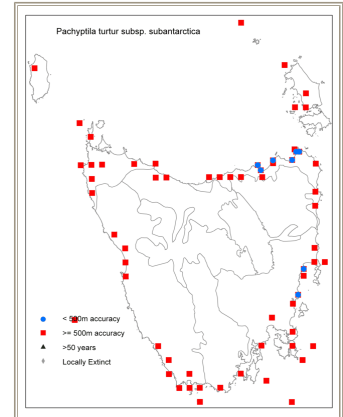 Pachyptila turtur subsp. subantarctica
< 500m accuracy
>= 500m accuracy
>50 years
Locally Extinct